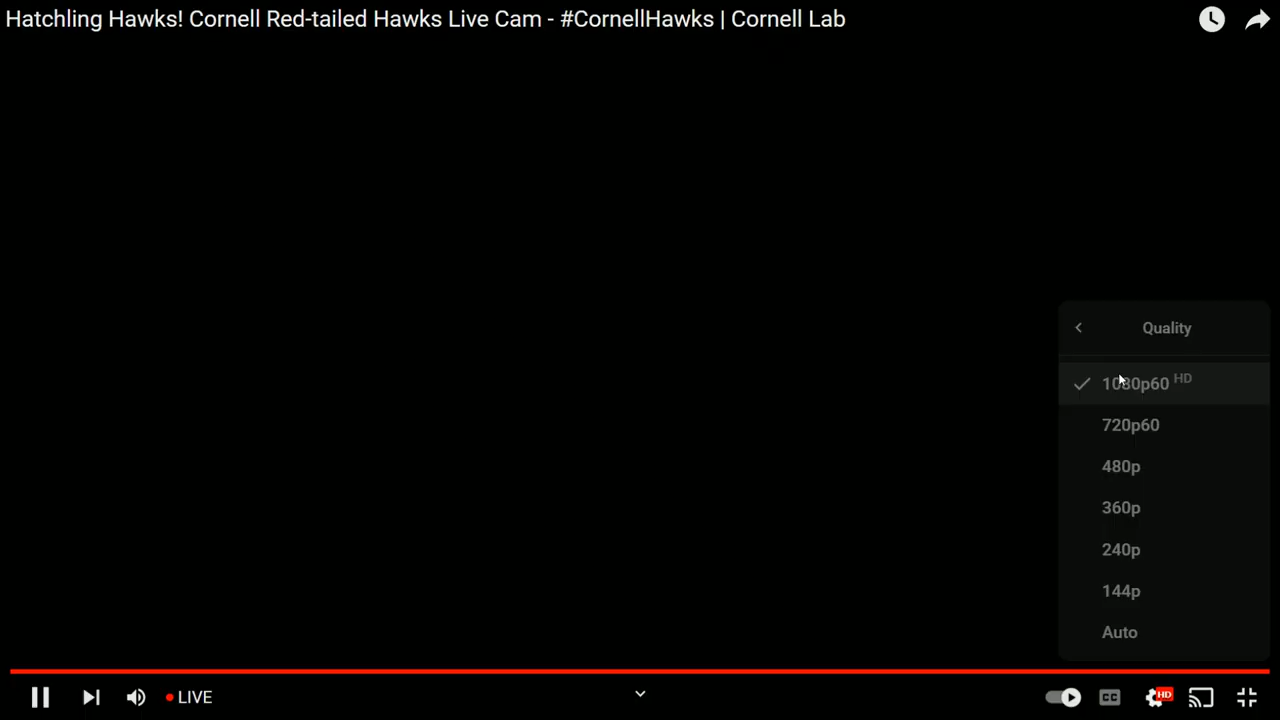 Hatchling Hawks! Cornell Red-tailed Hawks Live Cam - #CornellHawks | Cornell Lab
Quality
1080p60 HD
720p60
480p
360p
240p
144p
Auto
LIVE
CC
HD